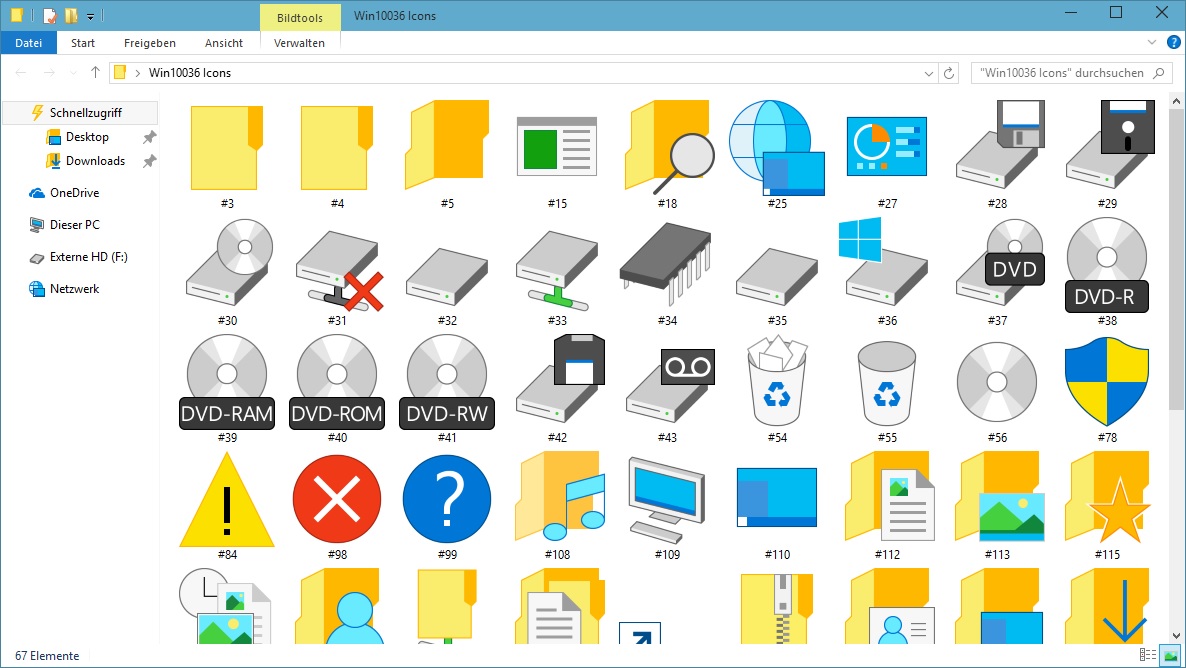 Bildtools
Win10036 Icons
Datei
Start
Freigeben
Ansicht
Verwalten
?
Win10036 Icons
"Win10036 Icons" durchsuchen
Schnellzugriff
Desktop
Downloads
OneDrive
Dieser PC
Externe HD (F:)
Netzwerk
#3
#4
#5
#15
#18
#25
#27
#28
#29
DVD
DVD-R
#30
#31
#32
#33
#34
#35
#36
#37
#38
DVD-RAM
DVD-ROM
DVD-RW
#39
#40
#41
#42
#43
#54
#55
#56
#78
!
?
#84
#98
#99
#108
#109
#110
#112
#113
#115
67 Elemente